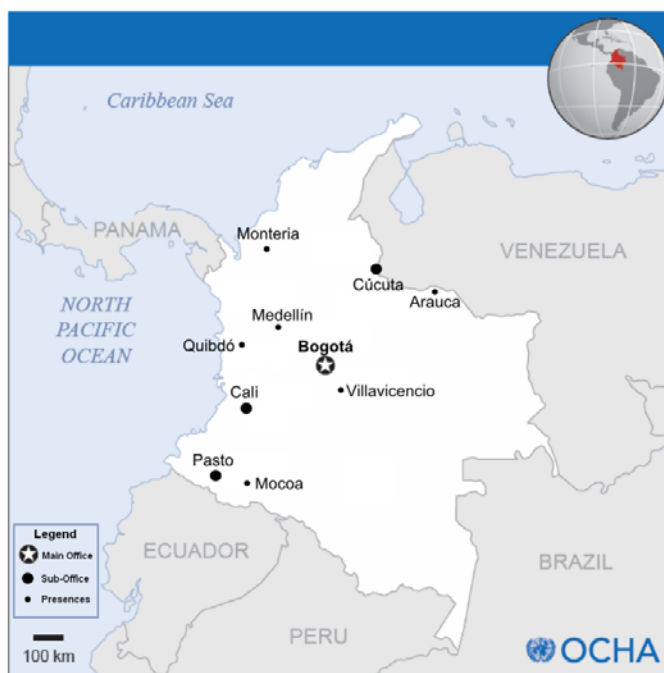 Caribbean Sea
PANAMA
Monteria
VENEZUELA
Cúcuta
Arauca
NORTH
PACIFIC
OCEAN
Medellín
Quibdó
Bogotá
Villavicencio
Cali
Pasto
Mocoa
Legend
Main Office
Sub-Office
Presences
ECUADOR
BRAZIL
PERU
100 km
OCHA